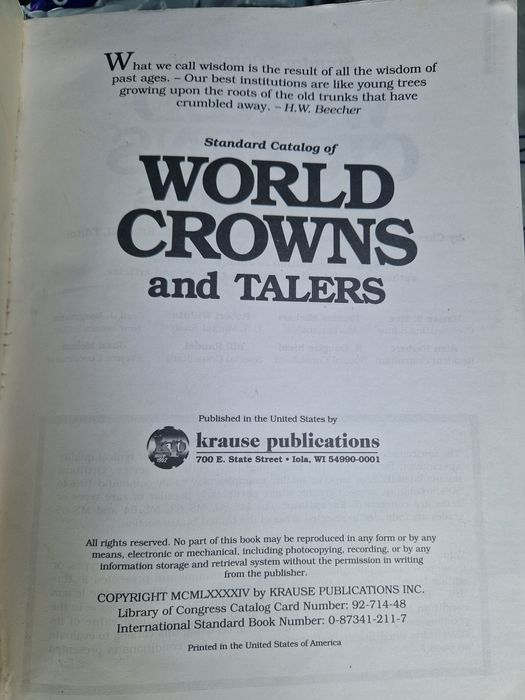 What we call wisdom is the result of all the wisdom of
past ages. – Our best institutions are like young trees
growing upon the roots of the old trunks that have
crumbled away. – H.W. Beecher
Standard Catalog of
WORLD
CROWNS
and TALERS
Published in the United States by
krause publications
700 E. State Street • Iola, WI 54990-0001
All rights reserved. No part of this book may be reproduced in any form or by any
means, electronic or mechanical, including photocopying, recording, or by any
information storage and retrieval system without the permission in writing
from the publisher.
COPYRIGHT MCMLXXXXIV by KRAUSE PUBLICATIONS INC.
Library of Congress Catalog Card Number: 92-714-48
International Standard Book Number: 0-87341-211-7
Printed in the United States of America